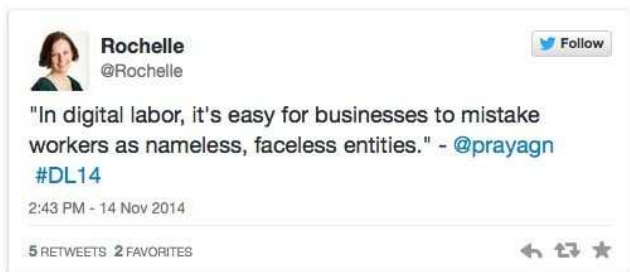 Rochelle
@Rochelle
Follow
"In digital labor, it's easy for businesses to mistake
workers as nameless, faceless entities." - @prayagn
#DL14
2:43 PM - 14 Nov 2014
5 RETWEETS 2 FAVORITES